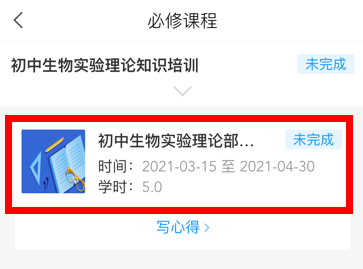 必修课程
初中生物实验理论知识培训
未完成
初中生物实验理论部...
未完成
时间：2021-03-15 至 2021-04-30
学时：5.0
写心得